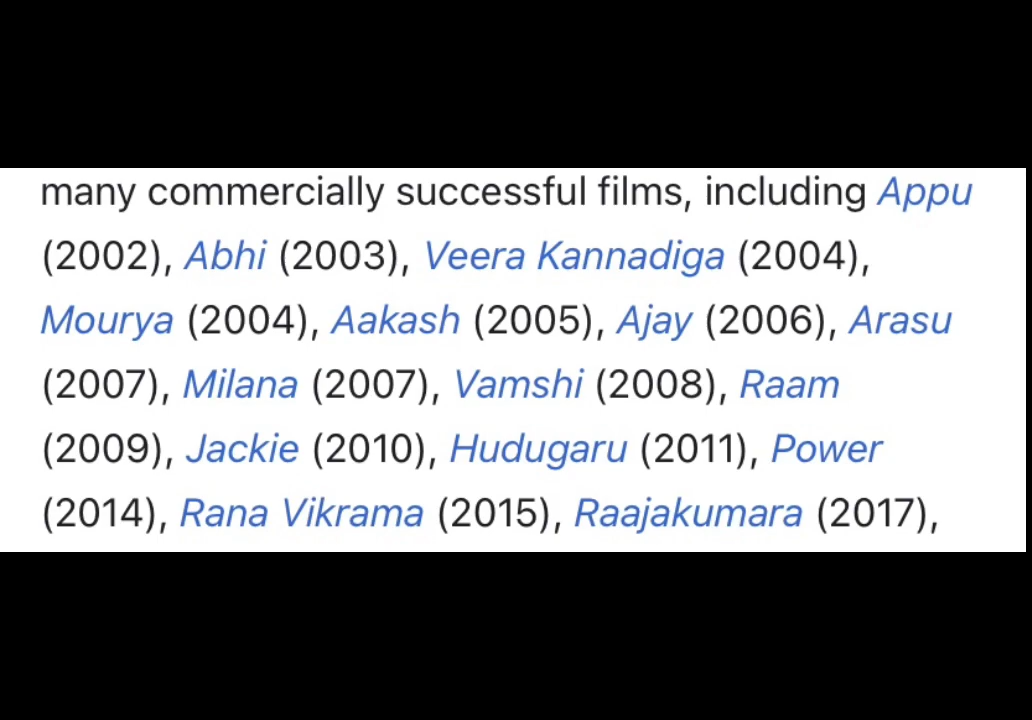 many commercially successful films, including Appu
(2002), Abhi (2003), Veera Kannadiga (2004),
Mourya (2004), Aakash (2005), Ajay (2006), Arasu
(2007), Milana (2007), Vamshi (2008), Raam
(2009), Jackie (2010), Hudugaru (2011), Power
(2014), Rana Vikrama (2015), Raajakumara (2017),